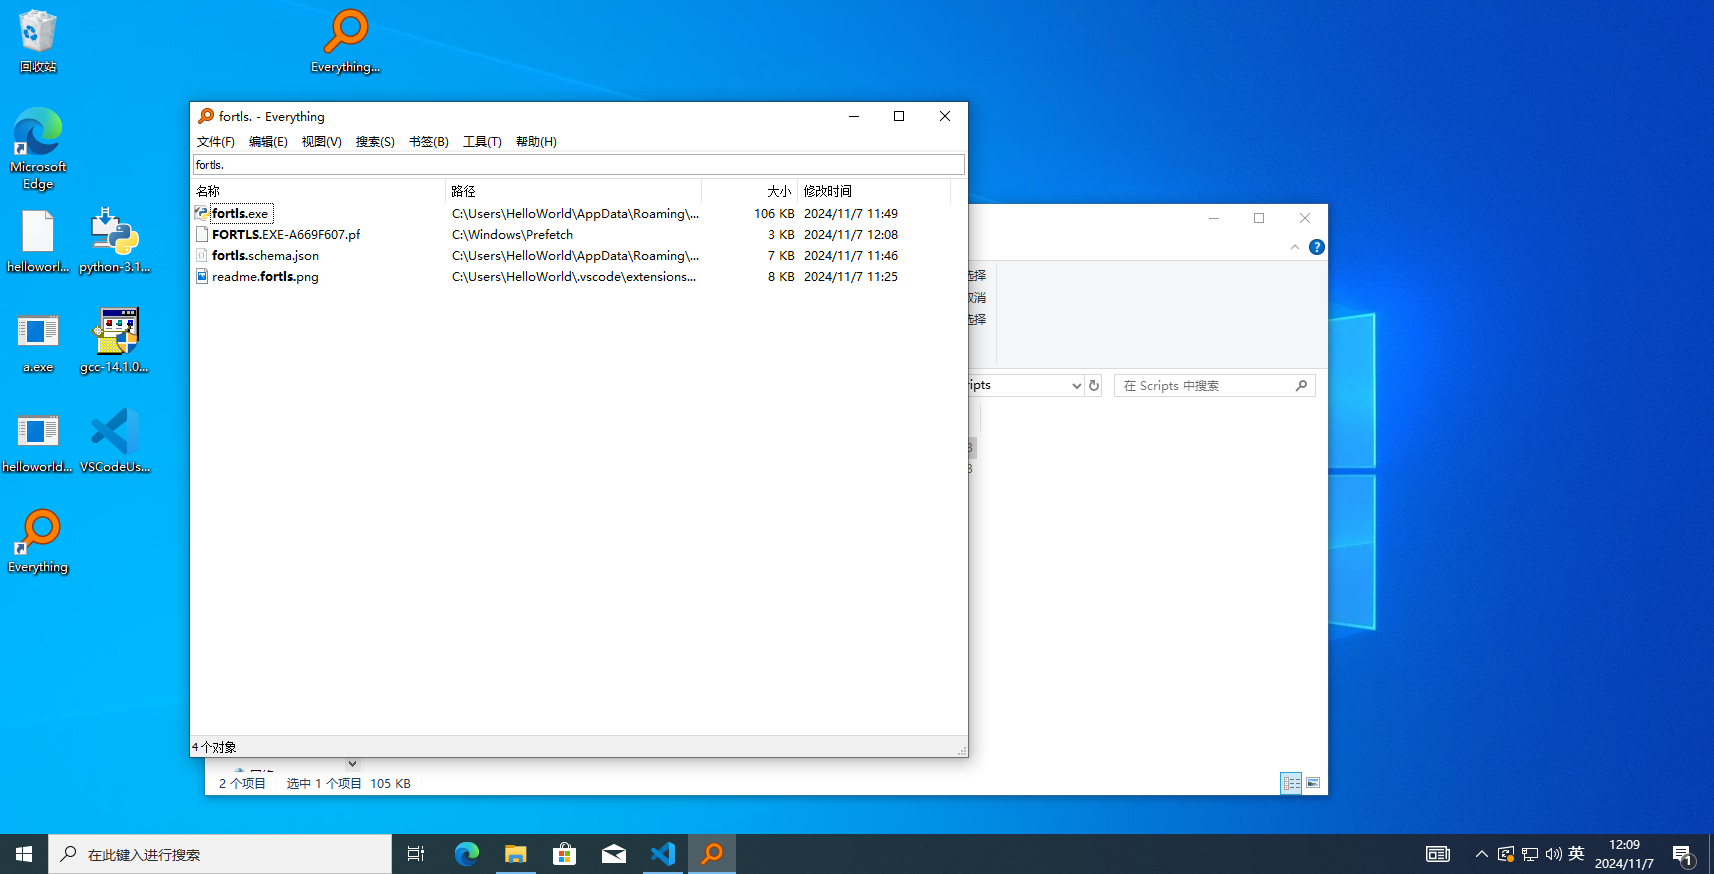 回收站
Everything...
Microsoft
Edge
helloworl...
python-3.1...
a.exe
gcc-14.1.0...
helloworld...
VSCodeUs...
Everything
fortls. - Everything
文件(F) 编辑(E) 视图(V) 搜索(S) 书签(B) 工具(T) 帮助(H)
fortls.
名称 路径 大小 修改时间
fortls.exe C:\Users\HelloWorld\AppData\Roaming\... 106 KB 2024/11/7 11:49
FORTLS.EXE-A669F607.pf C:\Windows\Prefetch 3 KB 2024/11/7 12:08
fortls.schema.json C:\Users\HelloWorld\AppData\Roaming\... 7 KB 2024/11/7 11:46
readme.fortls.png C:\Users\HelloWorld\.vscode\extensions... 8 KB 2024/11/7 11:25
4 个对象
选择
取消
选择
ripts
在 Scripts 中搜索
2 个项目 选中 1 个项目 105 KB
在此键入进行搜索
英
12:09
2024/11/7
1